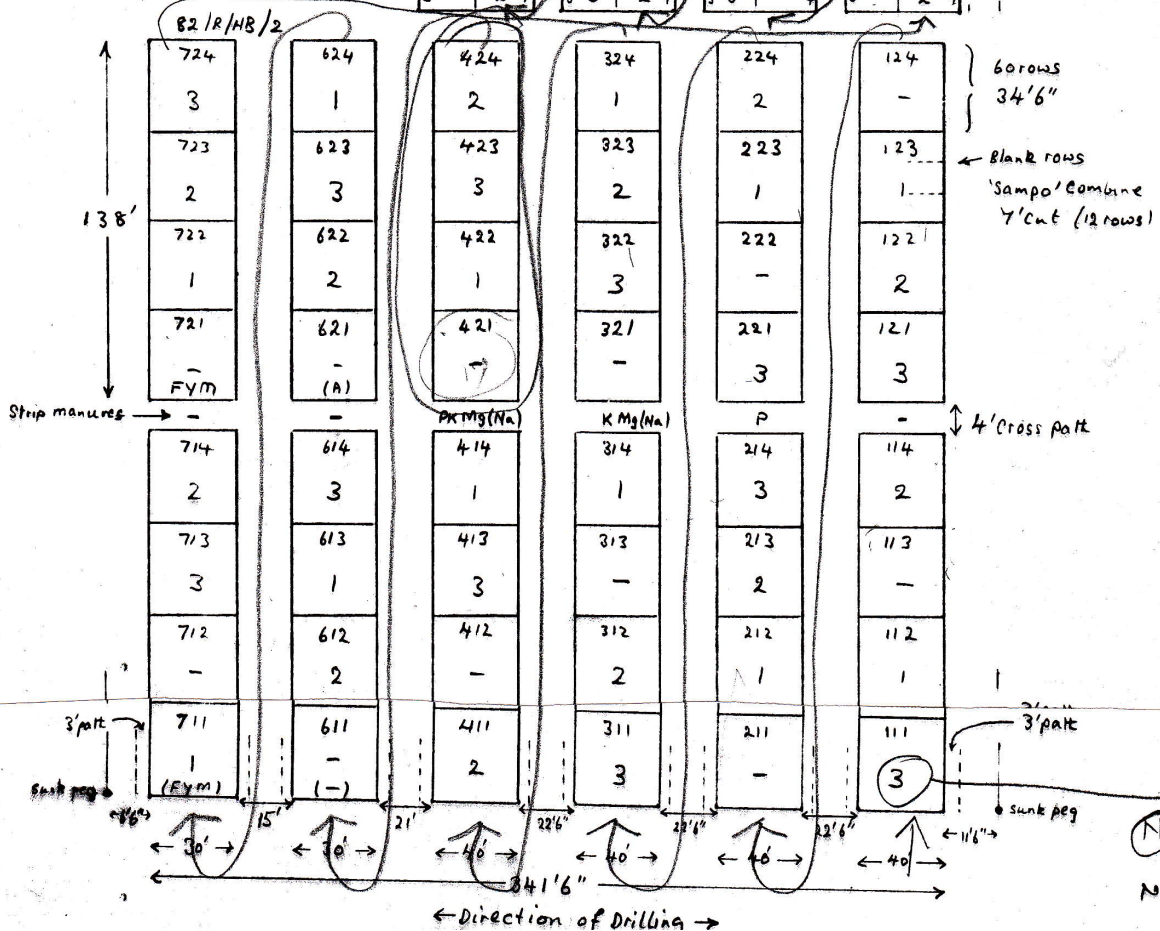 82/R/HB/2
724 624 424 324 224 124
3 1 2 1 2 -
60 rows
34'6"
723 623 423 323 223 123
2 3 3 2 1 1
← Blank rows
'Sampo' Combine
7' Cut (12 rows)
138'
722 622 422 322 222 122
1 2 1 3 - 2
721 621 421 321 221 121
- - - - 3 3
FYM (A)
Strip manures → - - PKMg(Na) KMg(Na) P -
4' Cross path
714 614 414 314 214 114
2 3 1 1 3 2
713 613 413 313 213 113
3 1 3 - 2 -
712 612 412 312 212 112
- 2 - 2 1 1
3' path
3' path
711 611 411 311 211 111
1 - 2 3 - 3
(FYM) (-)
sunk peg
sunk peg
15' 21' 22'6" 22'6" 22'6" 11'6"
←30'→ ←30'→ ←40'→ ←40'→ ←40'→ ←40→
N
341'6"
←Direction of Drilling→